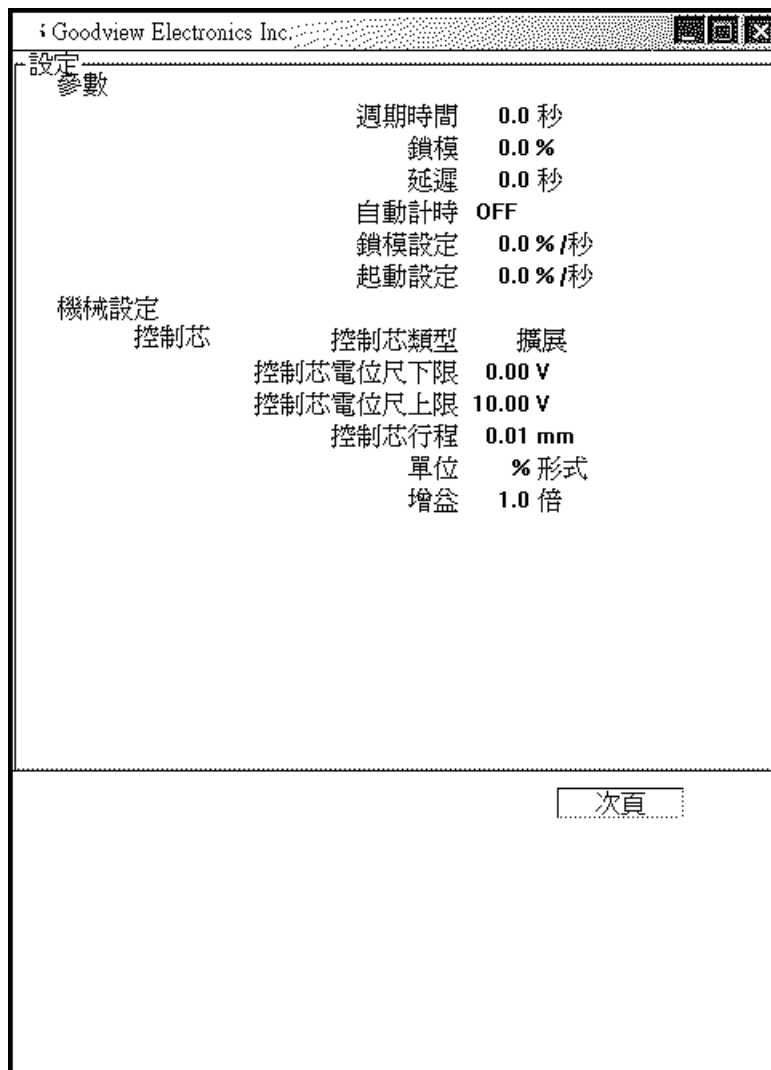 Goodview Electronics Inc.
設定
參數
週期時間 0.0 秒
鎖模 0.0 %
延遲 0.0 秒
自動計時 OFF
鎖模設定 0.0 % /秒
起動設定 0.0 % /秒
機械設定
控制芯 控制芯類型 擴展
控制芯電位尺下限 0.00 V
控制芯電位尺上限 10.00 V
控制芯行程 0.01 mm
單位 % 形式
增益 1.0 倍
次頁